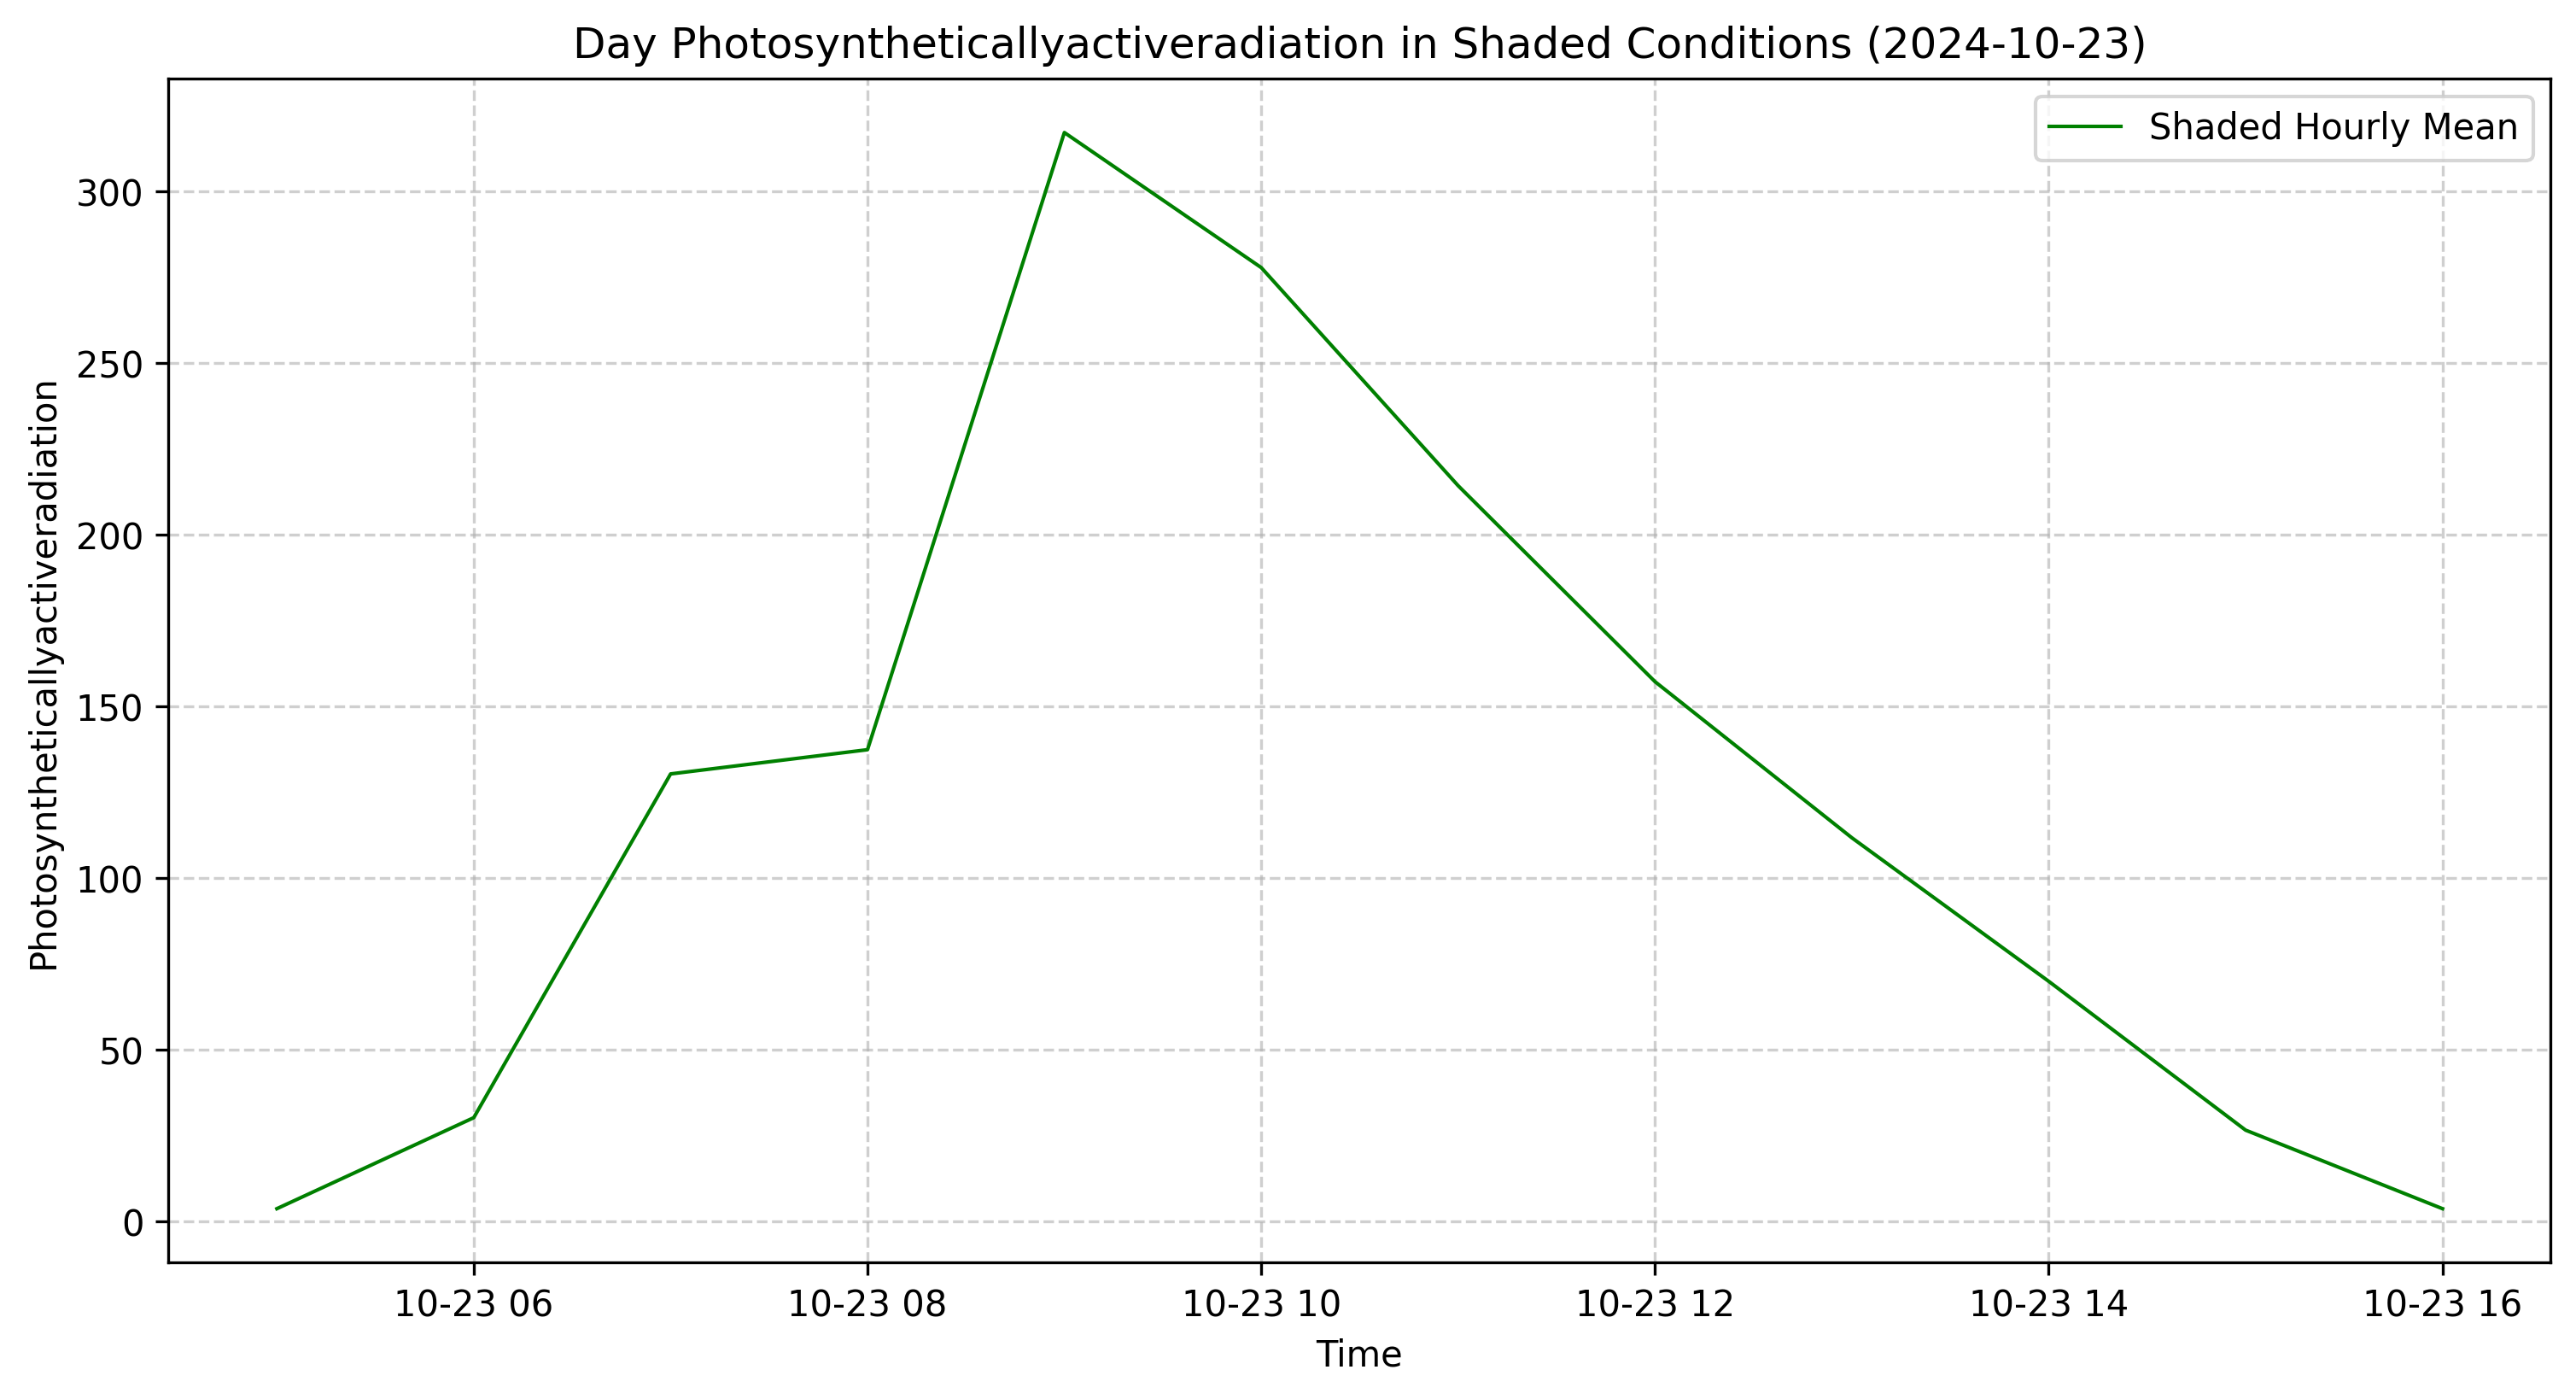 Day Photosyntheticallyactiveradiation in Shaded Conditions (2024-10-23)
Shaded Hourly Mean
Photosyntheticallyactiveradiation
300
250
200
150
100
50
0
10-23 06 10-23 08 10-23 10 10-23 12 10-23 14 10-23 16
Time